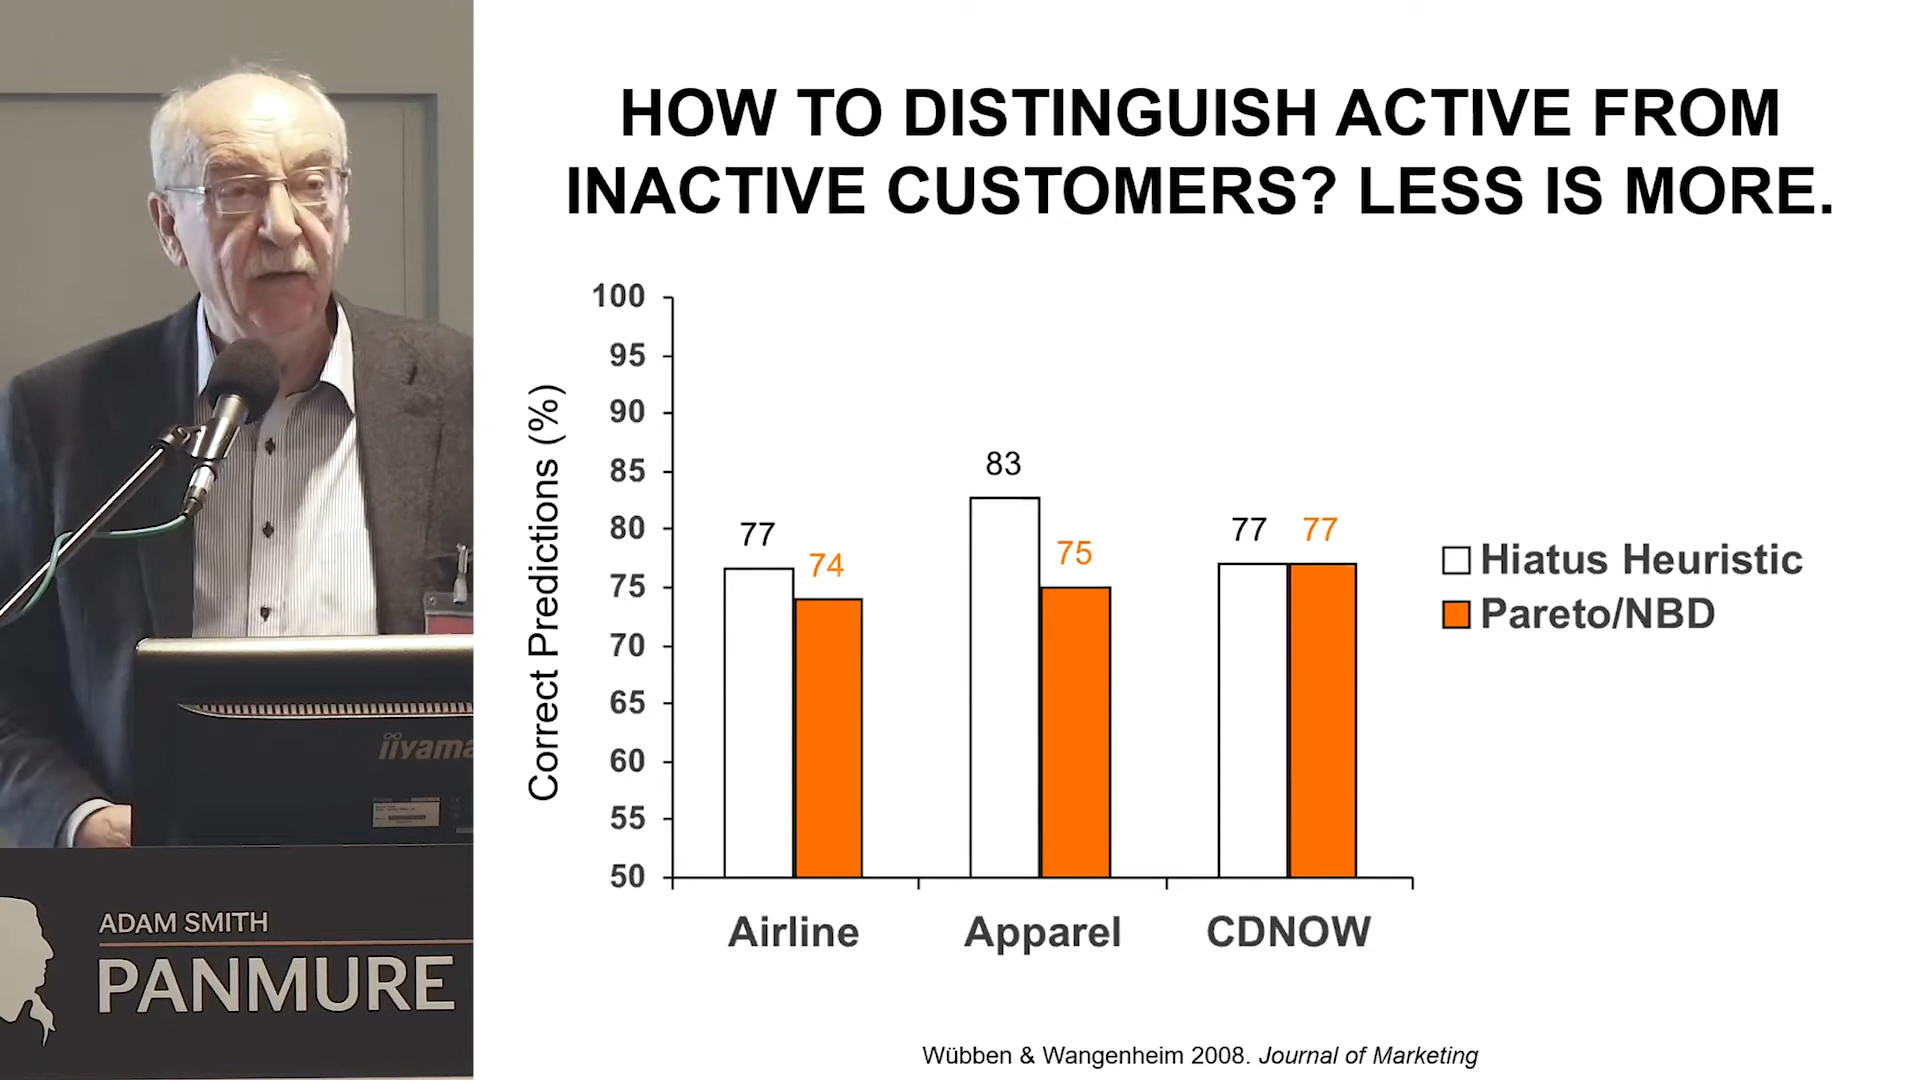 HOW TO DISTINGUISH ACTIVE FROM
INACTIVE CUSTOMERS? LESS IS MORE.
Correct Predictions (%)
100
95
90
85
80
75
70
65
60
55
50
77
74
83
75
77
77
Airline
Apparel
CDNOW
Hiatus Heuristic
Pareto/NBD
Wübben & Wangenheim 2008. Journal of Marketing
iiyama
ADAM SMITH
PANMURE